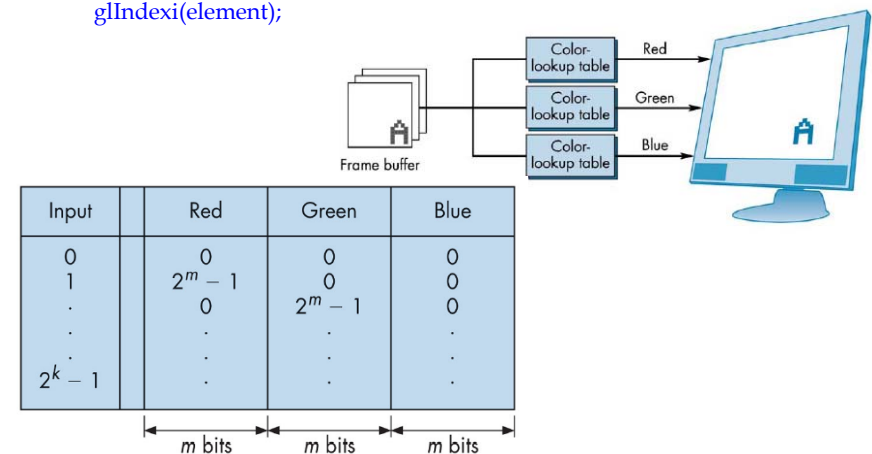 glIndexi(element);
Color-
lookup table
Red
Color-
lookup table
Green
Color-
lookup table
Blue
Frame buffer
A
A
Input Red Green Blue
0 0 0 0
1 2^m – 1 0 0
. 0 2^m – 1 0
. . . .
. . . .
2^k – 1 . . .
m bits m bits m bits